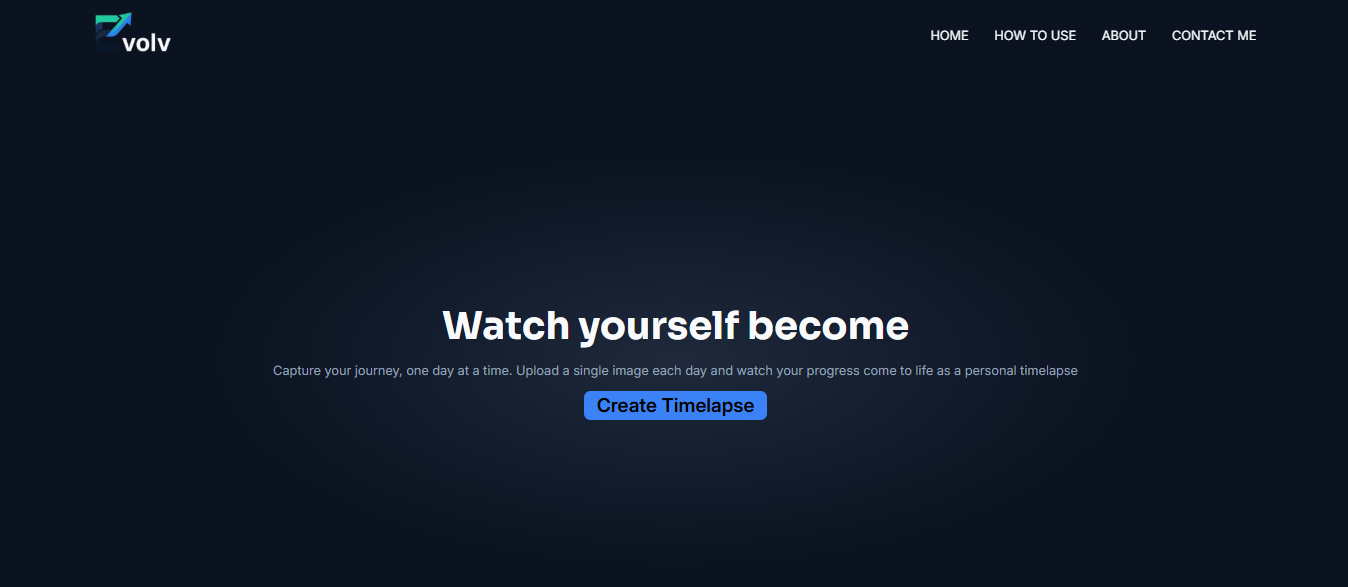 volv
HOME HOW TO USE ABOUT CONTACT ME
Watch yourself become
Capture your journey, one day at a time. Upload a single image each day and watch your progress come to life as a personal timelapse
Create Timelapse